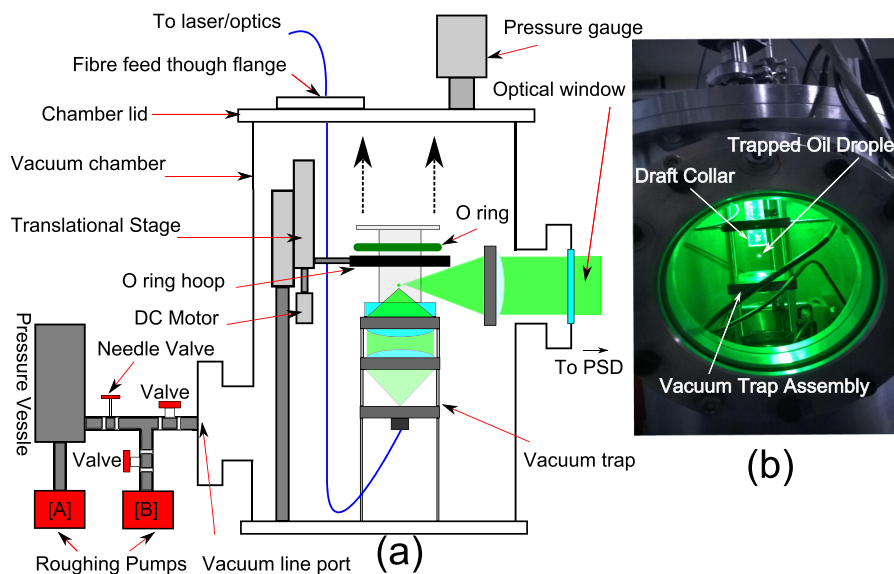 To laser/optics
Fibre feed though flange
Pressure gauge
Optical window
Chamber lid
Vacuum chamber
Translational Stage
O ring
O ring hoop
DC Motor
Needle Valve
Valve
Pressure Vessle
Valve
To PSD
Vacuum trap
[A]
[B]
Roughing Pumps
Vacuum line port
(a)
Trapped Oil Drople
Draft Collar
Vacuum Trap Assembly
(b)